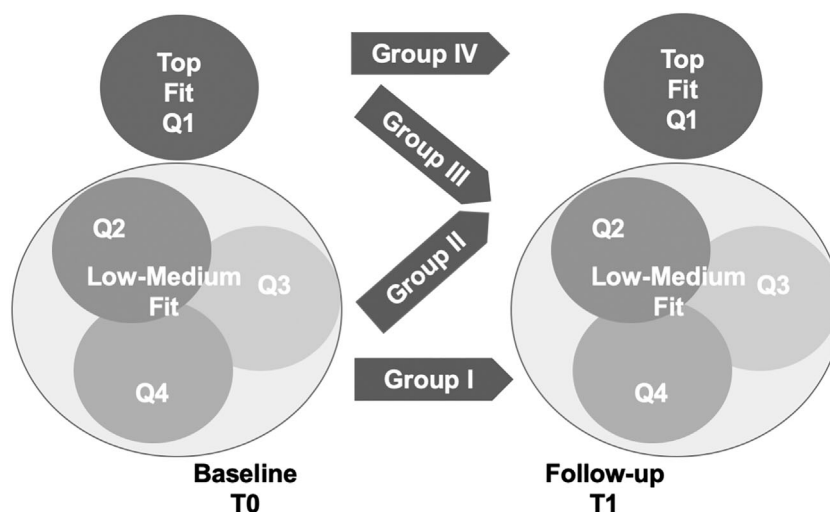 Top
Fit
Q1
Group IV
Top
Fit
Q1
Group III
Q2
Low-Medium
Fit
Q3
Q4
Group II
Group I
Q2
Low-Medium
Fit
Q3
Q4
Baseline
T0
Follow-up
T1